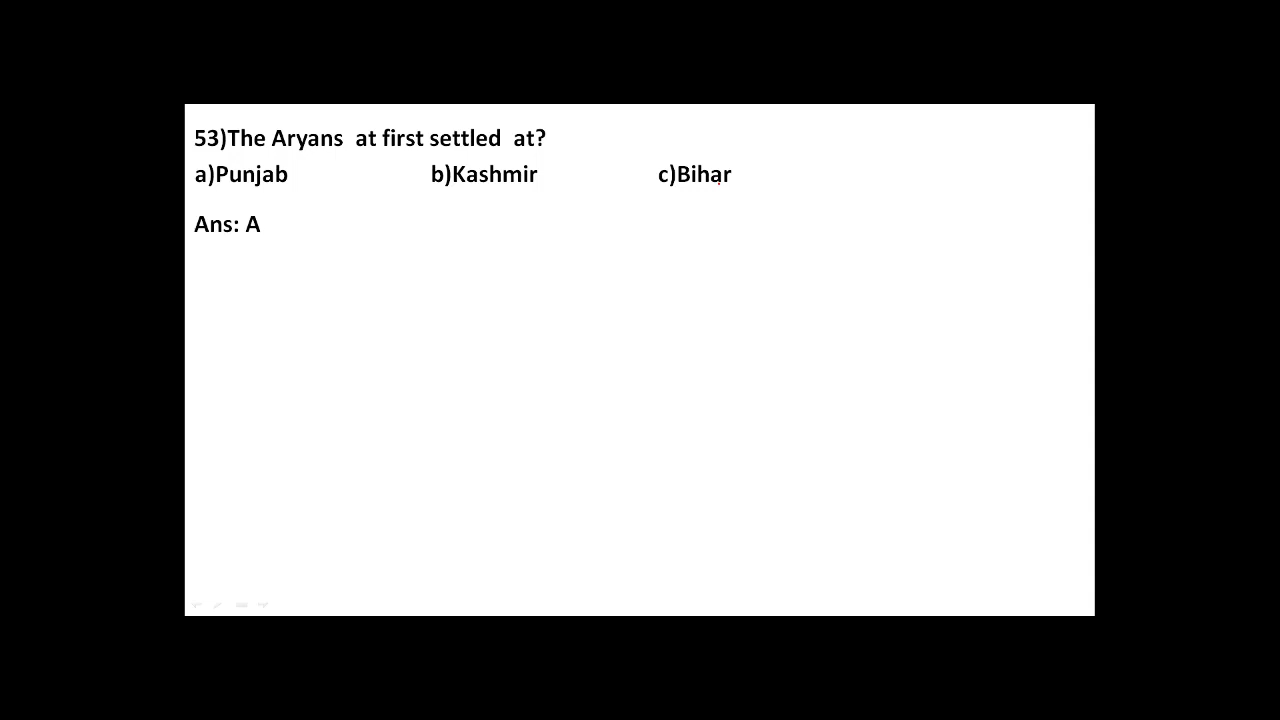 53)The Aryans at first settled at?
a)Punjab b)Kashmir c)Bihar
Ans: A